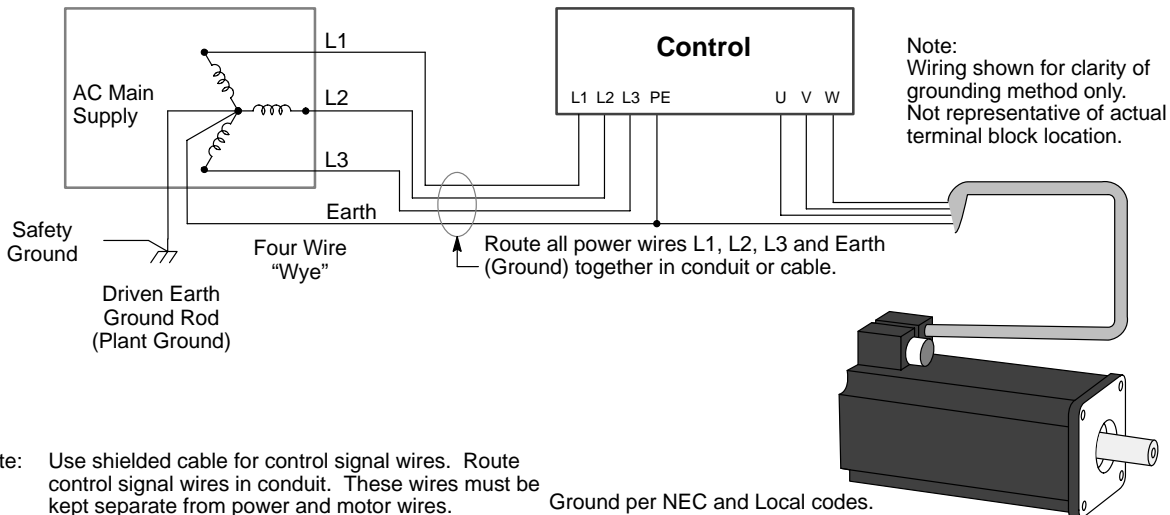 AC Main
Supply
L1
L2
L3
Earth
Safety
Ground
Driven Earth
Ground Rod
(Plant Ground)
Four Wire
“Wye”
Control
L1 L2 L3 PE
U V W
Route all power wires L1, L2, L3 and Earth
(Ground) together in conduit or cable.
Note:
Wiring shown for clarity of
grounding method only.
Not representative of actual
terminal block location.
te: Use shielded cable for control signal wires. Route
control signal wires in conduit. These wires must be
kept separate from power and motor wires.
Ground per NEC and Local codes.